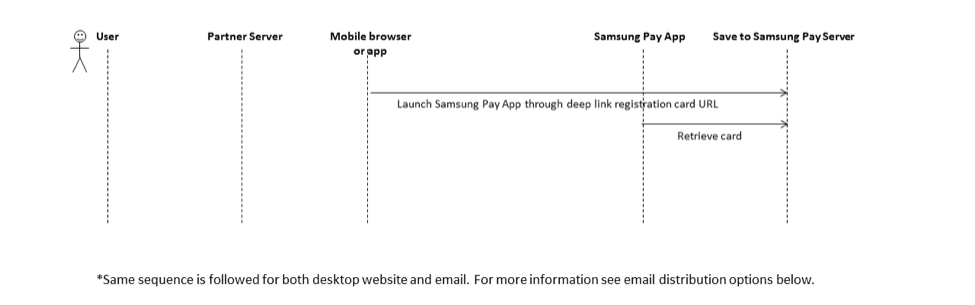 User
Partner Server
Mobile browser
or app
Samsung Pay App
Save to Samsung Pay Server
Launch Samsung Pay App through deep link registration card URL
Retrieve card
*Same sequence is followed for both desktop website and email. For more information see email distribution options below.